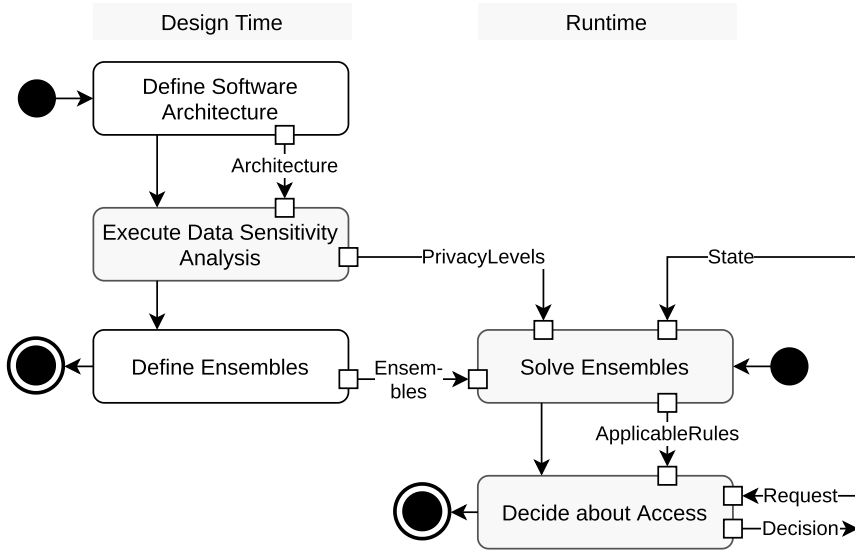 Design Time
Runtime
Define Software
Architecture
Architecture
Execute Data Sensitivity
Analysis
PrivacyLevels
State
Define Ensembles
Ensem-
bles
Solve Ensembles
ApplicableRules
Decide about Access
Request
Decision